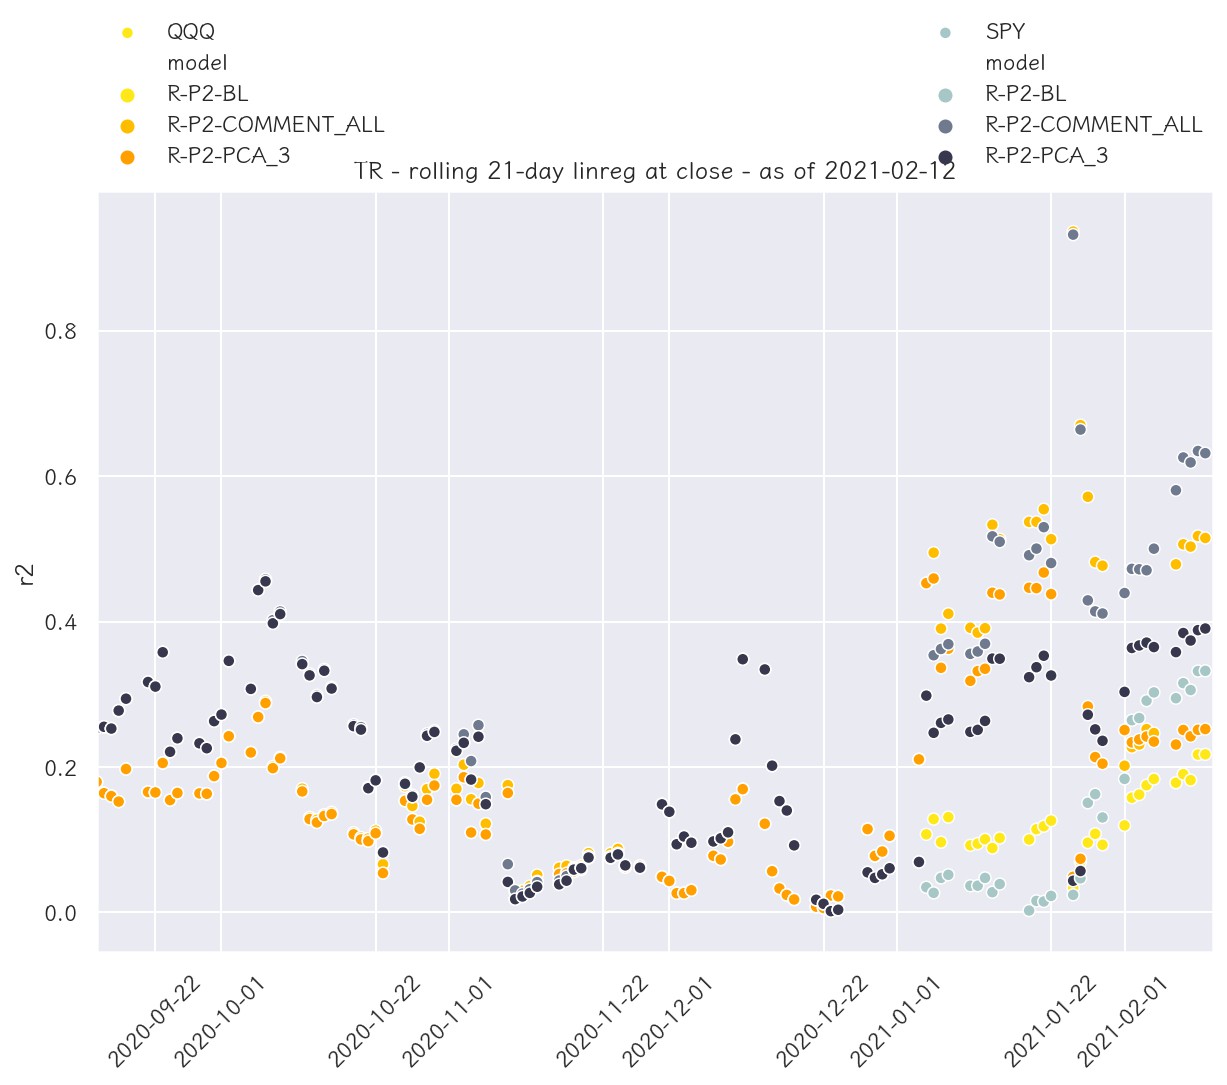 QQQ
model
R-P2-BL
R-P2-COMMENT_ALL
R-P2-PCA_3
SPY
model
R-P2-BL
R-P2-COMMENT_ALL
R-P2-PCA_3
TR - rolling 21-day linreg at close - as of 2021-02-12
r2
0.8
0.6
0.4
0.2
0.0
2020-09-22
2020-10-01
2020-10-22
2020-11-01
2020-11-22
2020-12-01
2020-12-22
2021-01-01
2021-01-22
2021-02-01